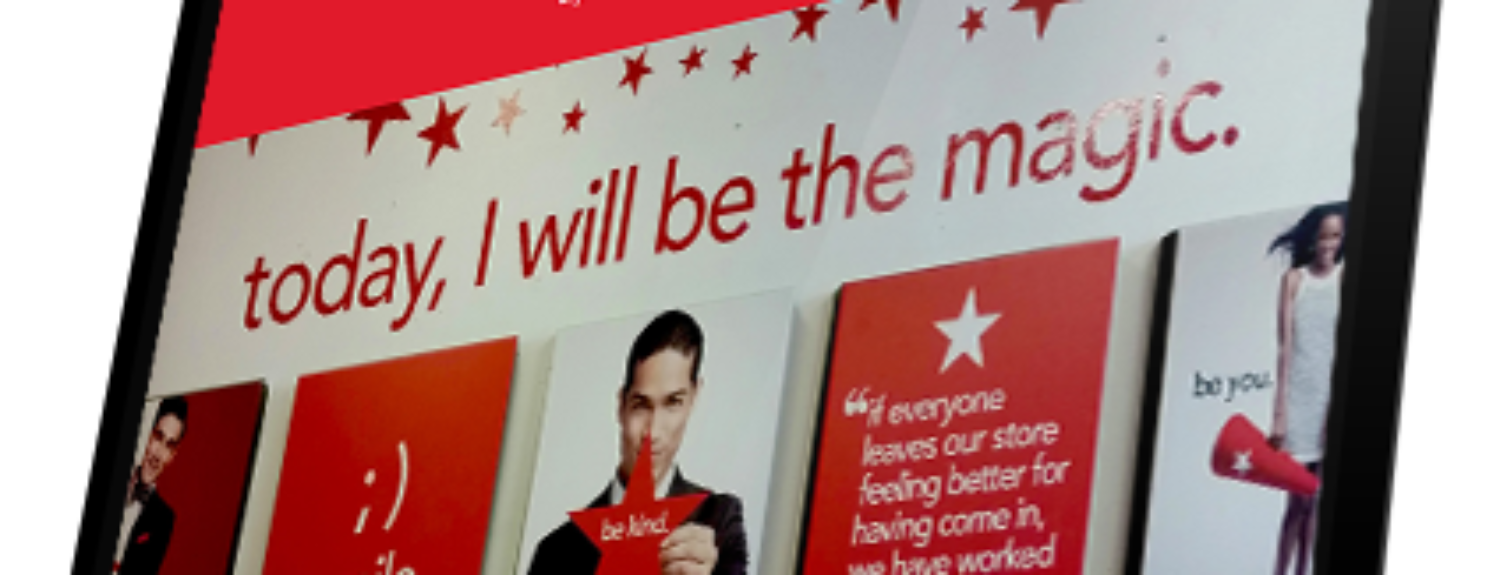 today, I will be the magic.
;)
be kind.
“if everyone
leaves our store
feeling better for
having come in,
we have worked
be you.